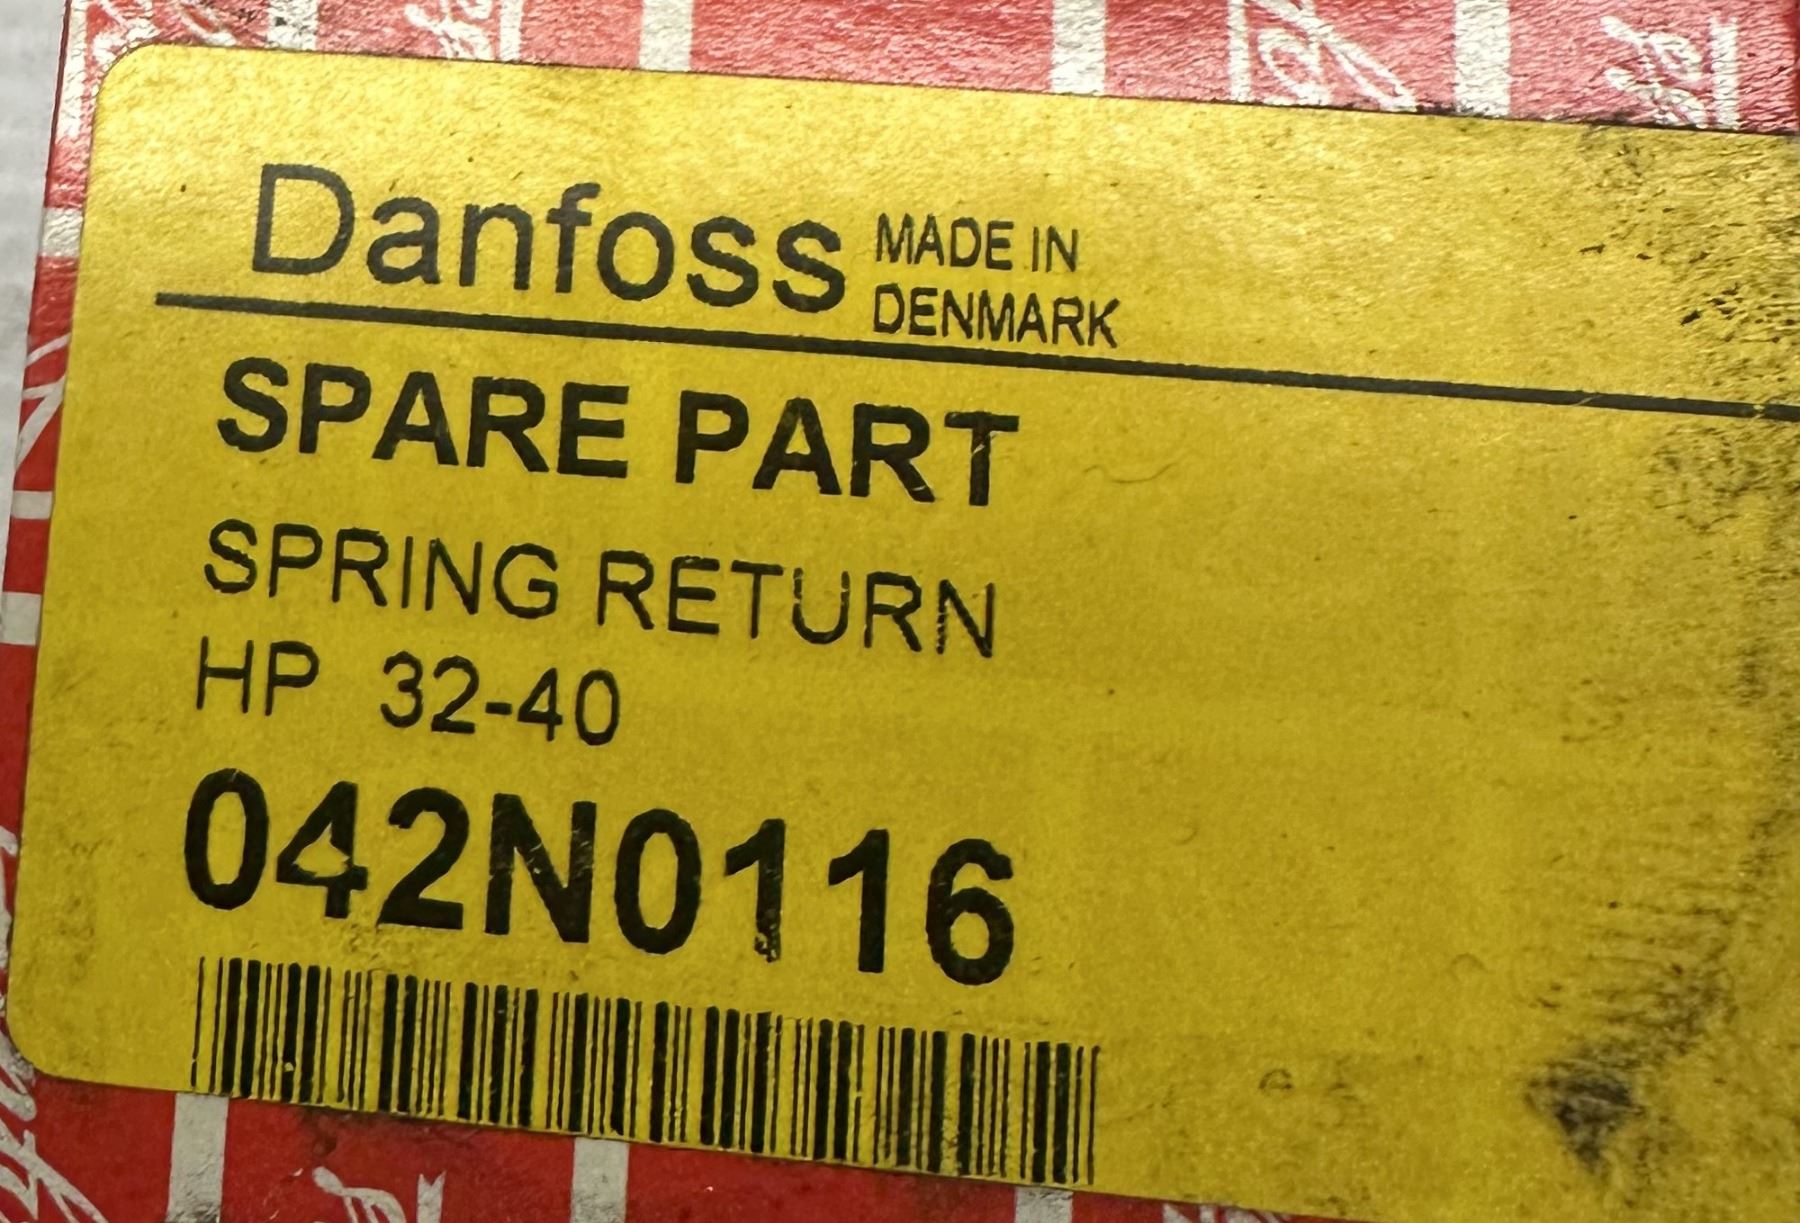 Danfoss MADE IN
DENMARK
SPARE PART
SPRING RETURN
HP 32-40
042N0116